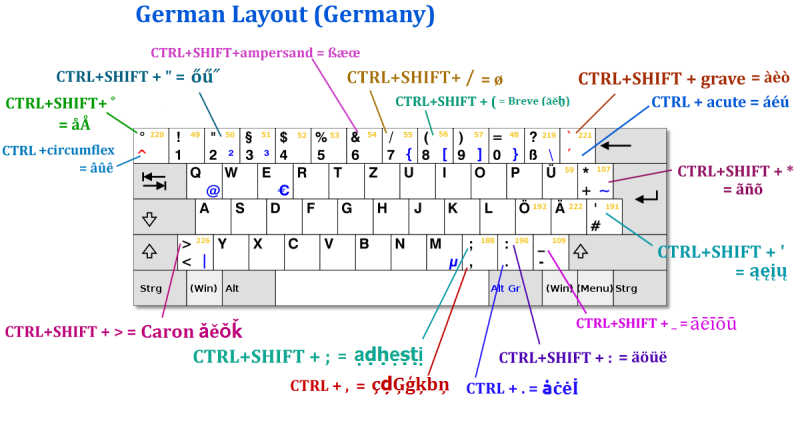 German Layout (Germany)
CTRL+SHIFT+ampersand = ßæœ
CTRL+SHIFT + " = őű˝
CTRL+SHIFT+ / = ø
CTRL+SHIFT + grave = àèò
CTRL+SHIFT+ °
= åÅ
CTRL+SHIFT + ( = Breve (ăĕḫ)
CTRL + acute = áéú
CTRL +circumflex
= âûê
° 220 ! 49 " 50 § 51 $ 52 % 53 & 54 / 55 ( 56 ) 57 = 48 ? 219 ` 221
^ 1 2 ² 3 ³ 4 5 6 7 { 8 [ 9 ] 0 } ß \ ´
Q W E R T Z U I O P Ü 59 * 107
@ € + ~
CTRL+SHIFT + *
= ãñõ
A S D F G H J K L Ö 192 Ä 222 ' 191
#
> 226 Y X C V B N M ; 188 : 190 _ 109
< | µ , . -
CTRL+SHIFT + '
= ąęįų
Strg (Win) Alt Alt Gr (Win) (Menu) Strg
CTRL+SHIFT + > = Caron ǎěǒǩ
CTRL+SHIFT + _ = āēīōū
CTRL+SHIFT + ; = ạḍḥẹṣṭị
CTRL+SHIFT + : = äöüë
CTRL + , = çḑĢģķbņ
CTRL + . = ȧċėİ